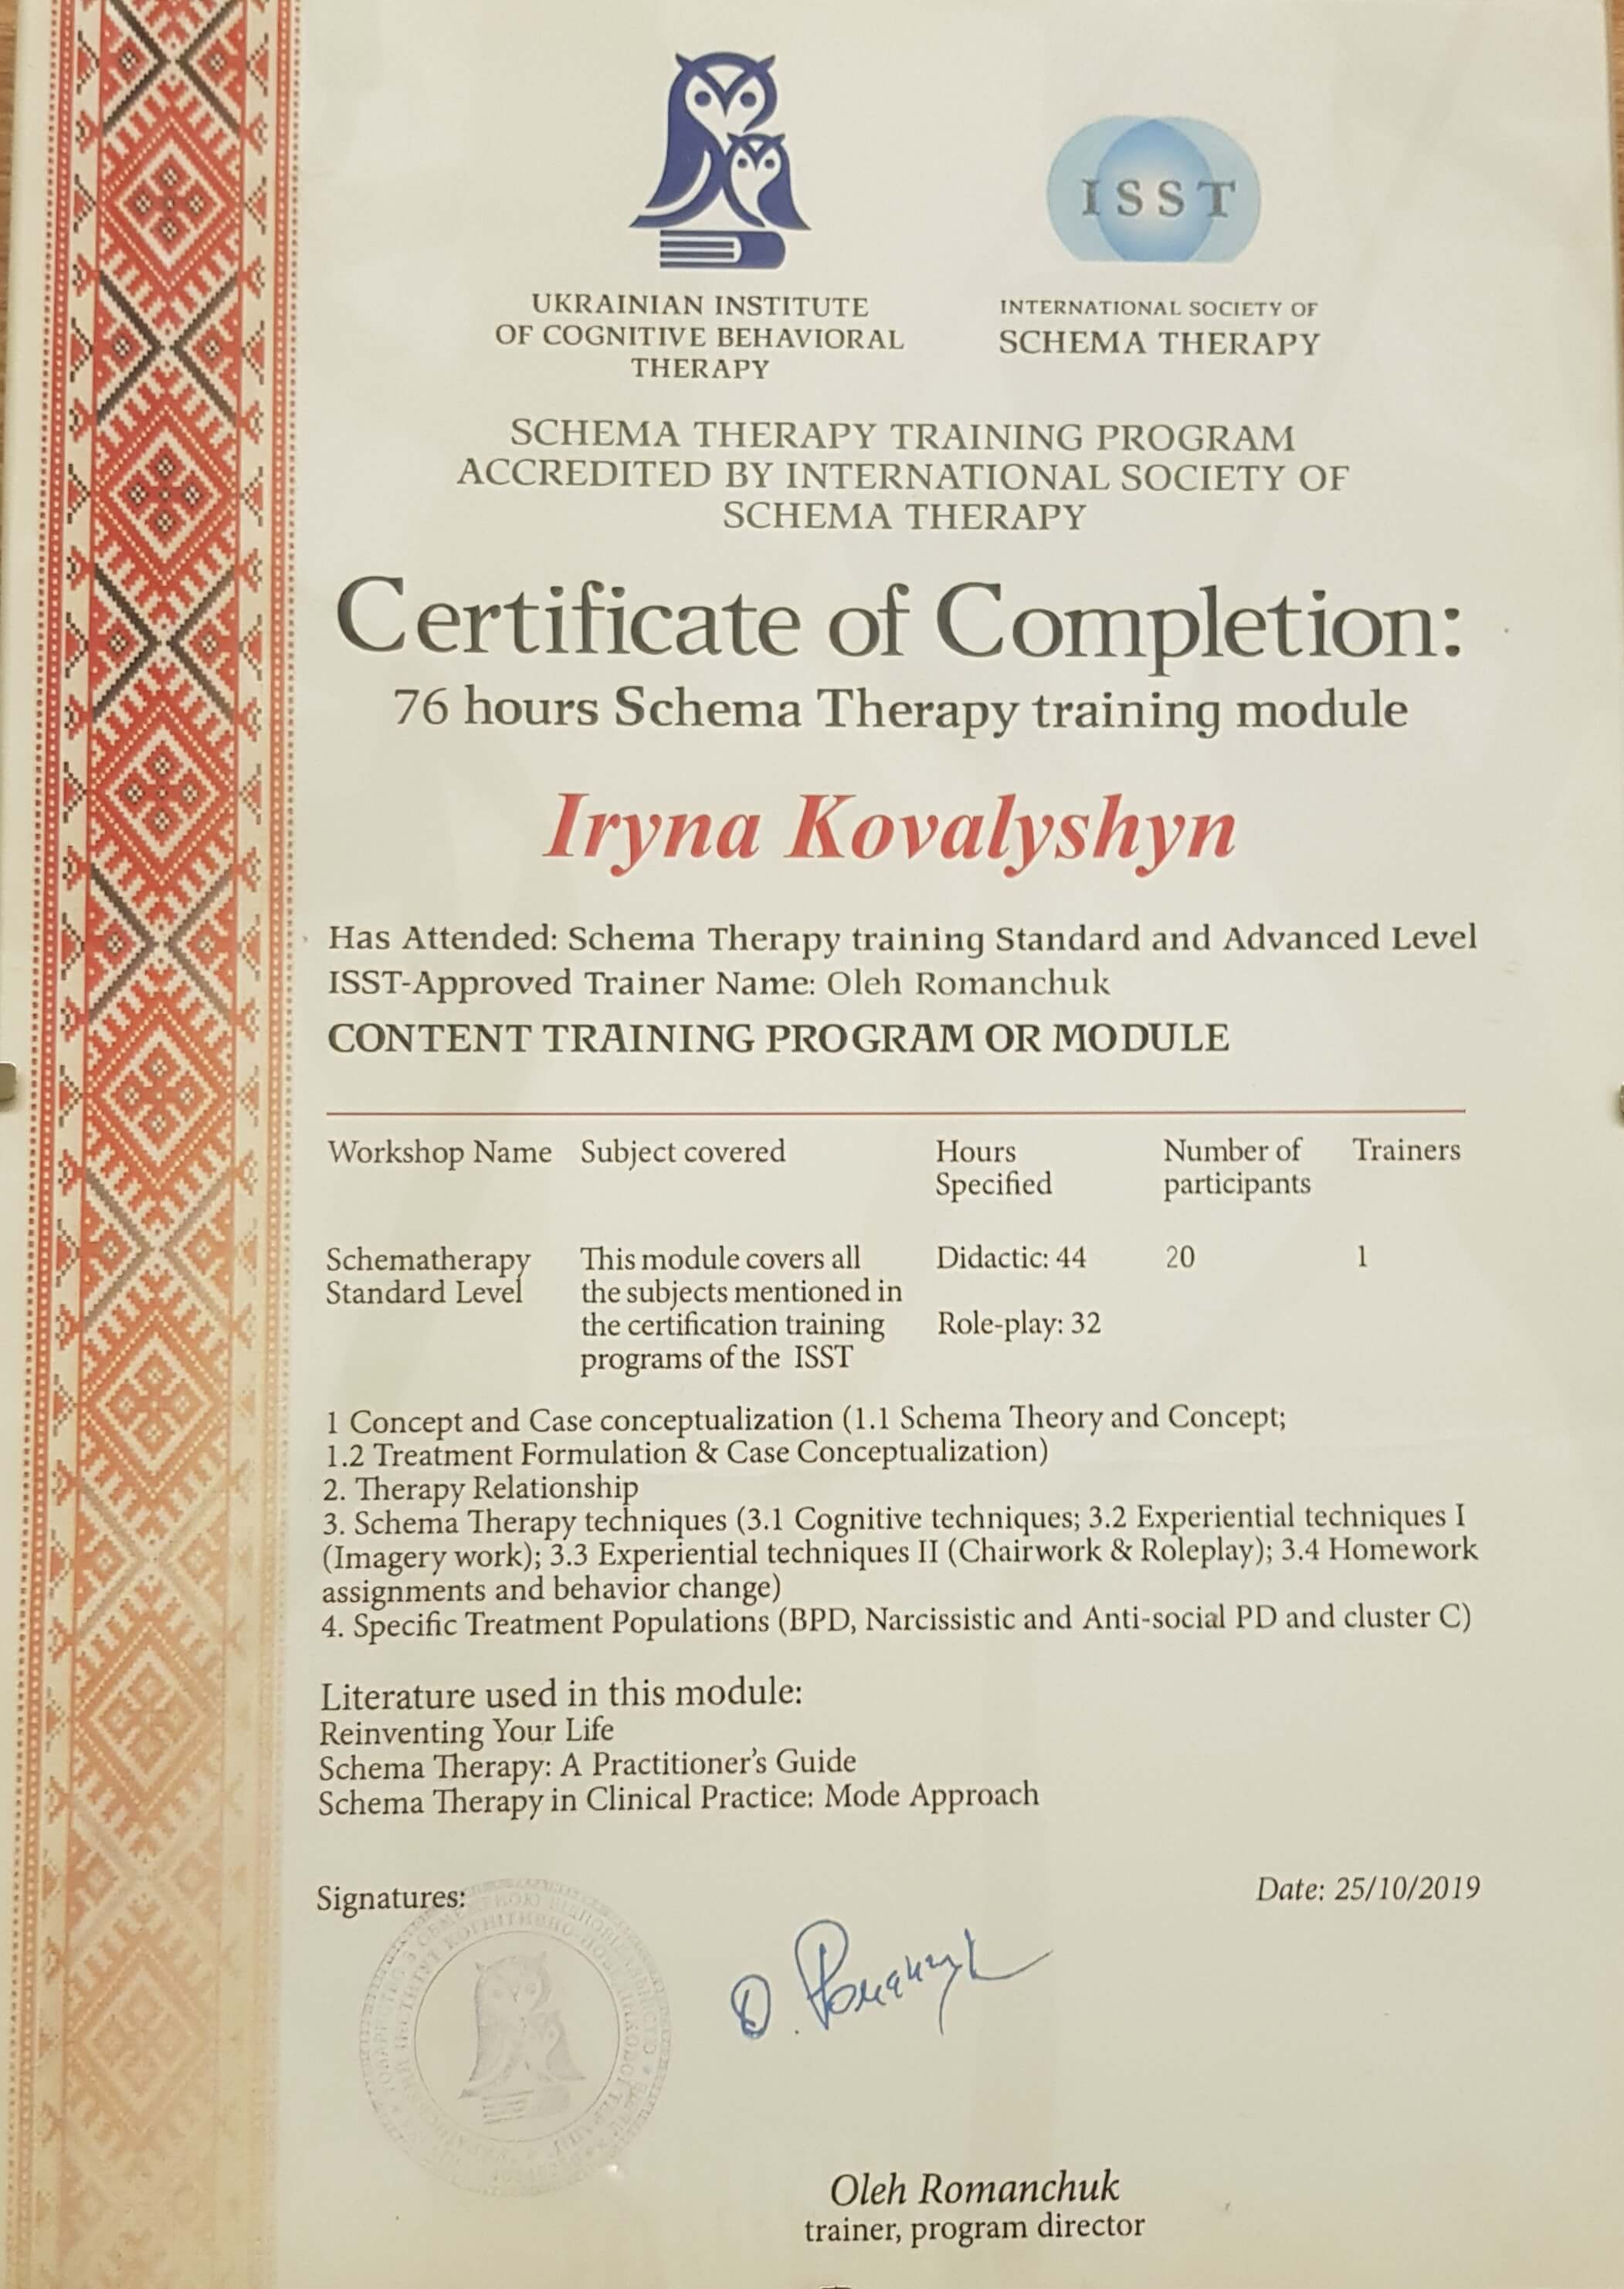 ISST
UKRAINIAN INSTITUTE
OF COGNITIVE BEHAVIORAL
THERAPY
INTERNATIONAL SOCIETY OF
SCHEMA THERAPY
SCHEMA THERAPY TRAINING PROGRAM
ACCREDITED BY INTERNATIONAL SOCIETY OF
SCHEMA THERAPY
Certificate of Completion:
76 hours Schema Therapy training module
Iryna Kovalyshyn
Has Attended: Schema Therapy training Standard and Advanced Level
ISST-Approved Trainer Name: Oleh Romanchuk
CONTENT TRAINING PROGRAM OR MODULE
Workshop Name
Subject covered
Hours
Specified
Number of
participants
Trainers
Schematherapy
Standard Level
This module covers all
the subjects mentioned in
the certification training
programs of the ISST
Didactic: 44
Role-play: 32
20
1
1 Concept and Case conceptualization (1.1 Schema Theory and Concept;
1.2 Treatment Formulation & Case Conceptualization)
2. Therapy Relationship
3. Schema Therapy techniques (3.1 Cognitive techniques; 3.2 Experiential techniques I
(Imagery work); 3.3 Experiential techniques II (Chairwork & Roleplay); 3.4 Homework
assignments and behavior change)
4. Specific Treatment Populations (BPD, Narcissistic and Anti-social PD and cluster C)
Literature used in this module:
Reinventing Your Life
Schema Therapy: A Practitioner's Guide
Schema Therapy in Clinical Practice: Mode Approach
Signatures:
Date: 25/10/2019
О. Романчук
Oleh Romanchuk
trainer, program director